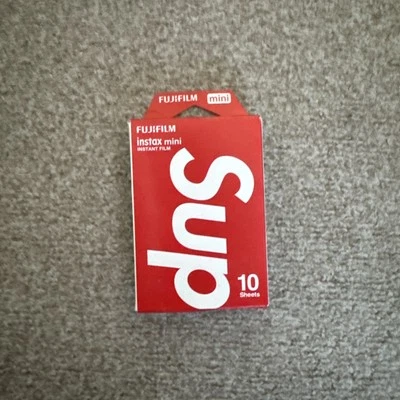 FUJIFILM mini
FUJIFILM
instax mini
INSTANT FILM
Sup
10
Sheets